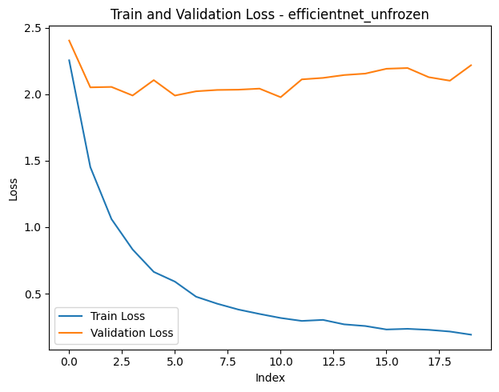 Train and Validation Loss - efficientnet_unfrozen
2.5
2.0
1.5
1.0
0.5
Loss
Train Loss
Validation Loss
0.0 2.5 5.0 7.5 10.0 12.5 15.0 17.5
Index